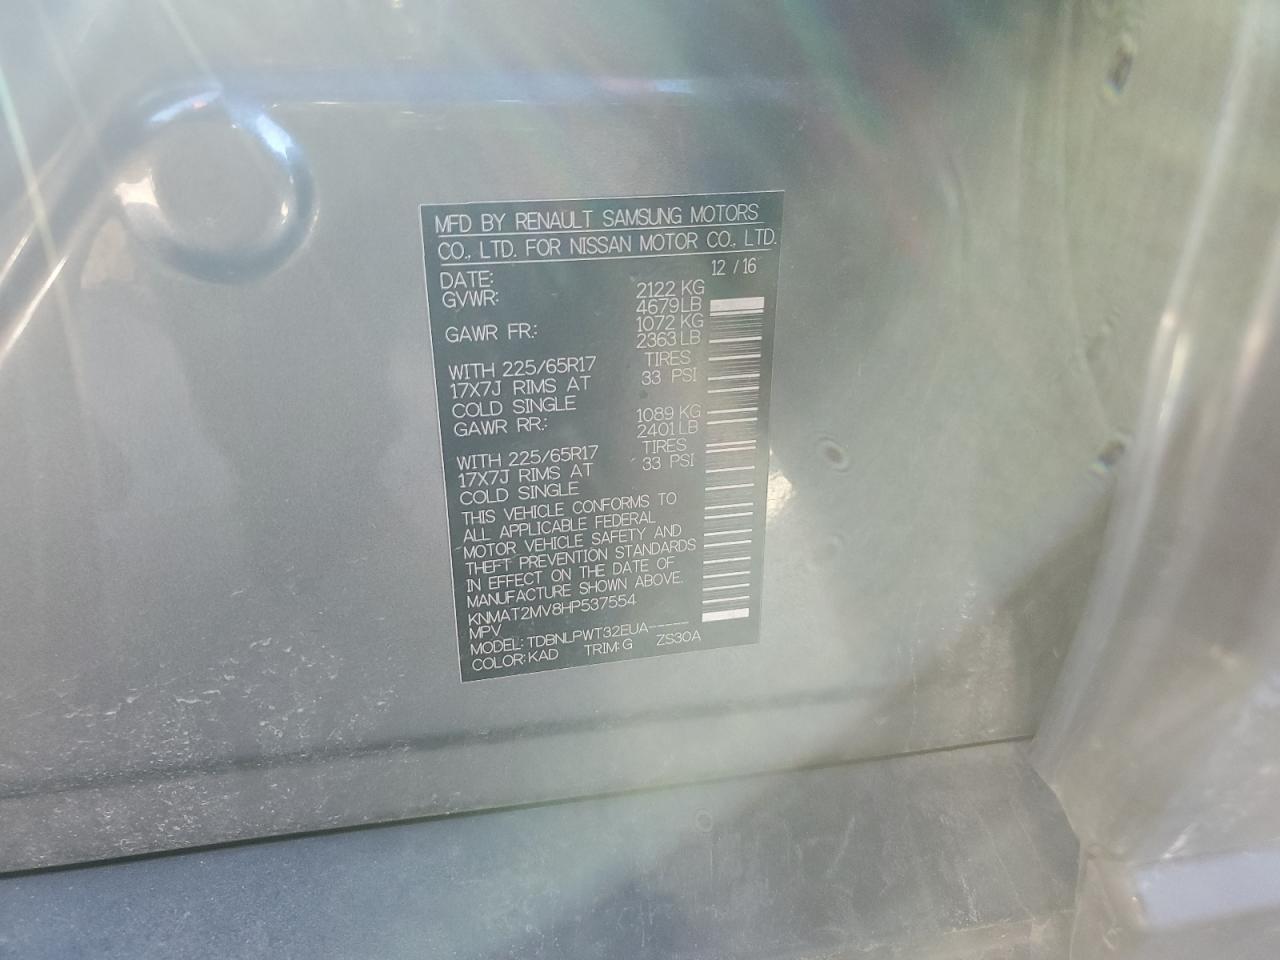 MFD BY RENAULT SAMSUNG MOTORS
CO., LTD. FOR NISSAN MOTOR CO., LTD.
DATE: 12 / 16
GVWR: 2122 KG
4679 LB
GAWR FR.: 1072 KG
2363 LB
WITH 225/65R17 TIRES
17X7J RIMS AT 33 PSI
COLD SINGLE
GAWR RR.: 1089 KG
2401 LB
WITH 225/65R17 TIRES
17X7J RIMS AT 33 PSI
COLD SINGLE
THIS VEHICLE CONFORMS TO
ALL APPLICABLE FEDERAL
MOTOR VEHICLE SAFETY AND
THEFT PREVENTION STANDARDS
IN EFFECT ON THE DATE OF
MANUFACTURE SHOWN ABOVE.
KNMAT2MV8HP537554
MPV
MODEL: TDBNLPWT32EUA-----
COLOR: KAD TRIM: G ZS30A